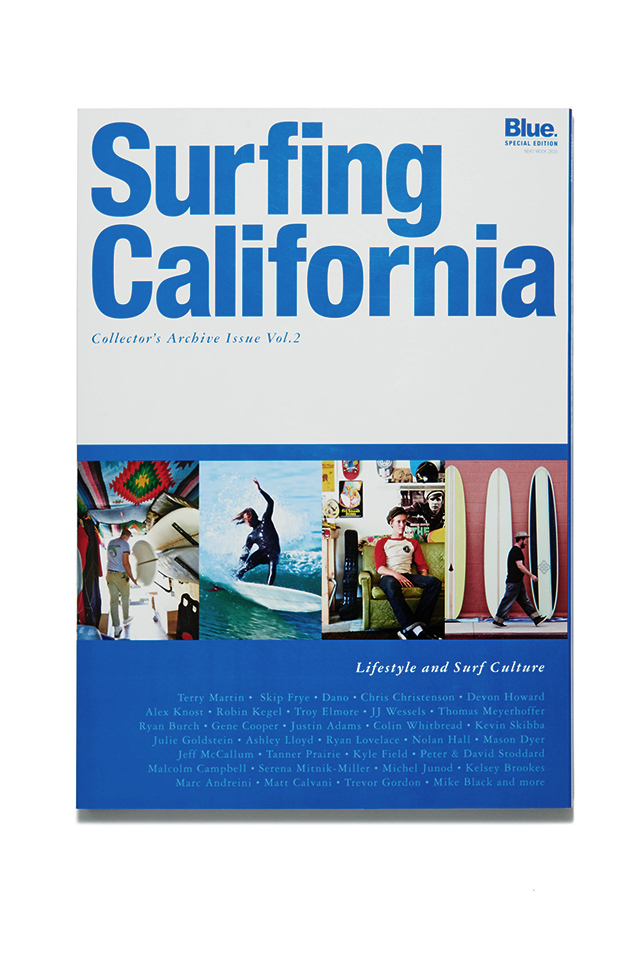 Surfing
California
Blue.
SPECIAL EDITION
Collector's Archive Issue Vol.2
Lifestyle and Surf Culture
Terry Martin • Skip Frye • Dano • Chris Christenson • Devon Howard
Alex Knost • Robin Kegel • Troy Elmore • JJ Wessels • Thomas Meyerhoffer
Ryan Burch • Gene Cooper • Justin Adams • Colin Whitbread • Kevin Skibba
Julie Goldstein • Ashley Lloyd • Ryan Lovelace • Nolan Hall • Mason Dyer
Jeff McCallum • Tanner Prairie • Kyle Field • Peter & David Stoddard
Malcolm Campbell • Serena Mitnik-Miller • Michel Junod • Kelsey Brookes
Marc Andreini • Matt Calvani • Trevor Gordon • Mike Black and more